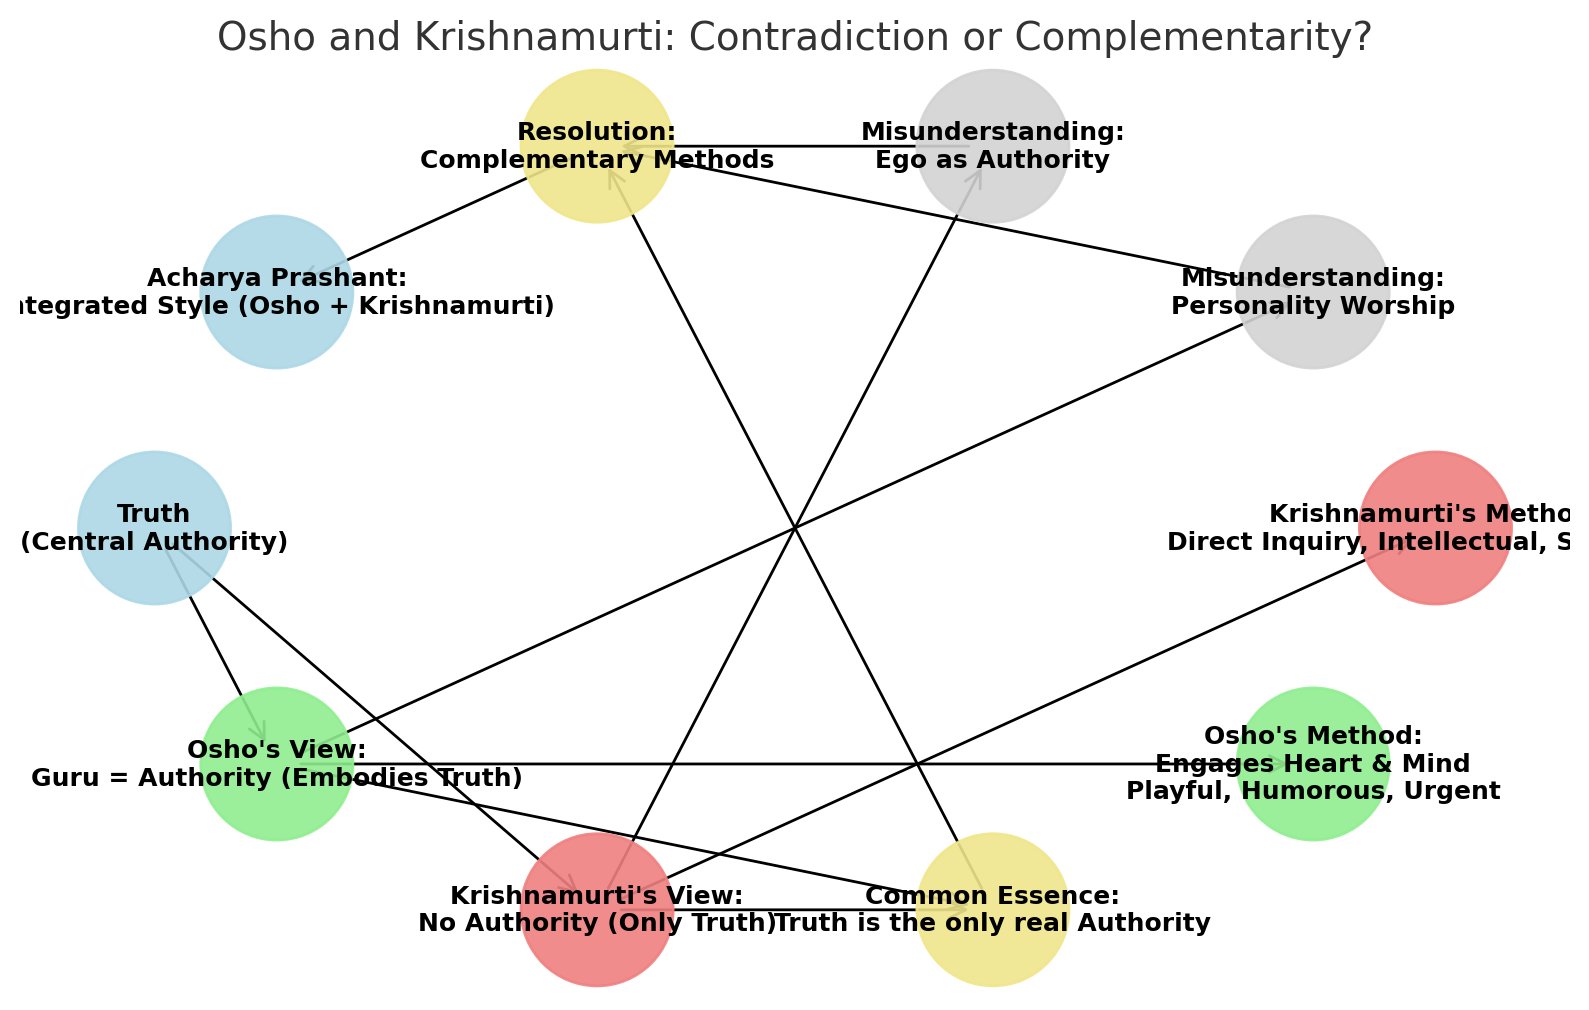 Osho and Krishnamurti: Contradiction or Complementarity?
Resolution:
Complementary Methods
Misunderstanding:
Ego as Authority
Acharya Prashant:
ntegrated Style (Osho + Krishnamurti)
Misunderstanding:
Personality Worship
Truth
(Central Authority)
Krishnamurti's Metho
Direct Inquiry, Intellectual, S
Osho's View:
Guru = Authority (Embodies Truth)
Osho's Method:
Engages Heart & Mind
Playful, Humorous, Urgent
Krishnamurti's View:
No Authority (Only Truth)
Common Essence:
Truth is the only real Authority